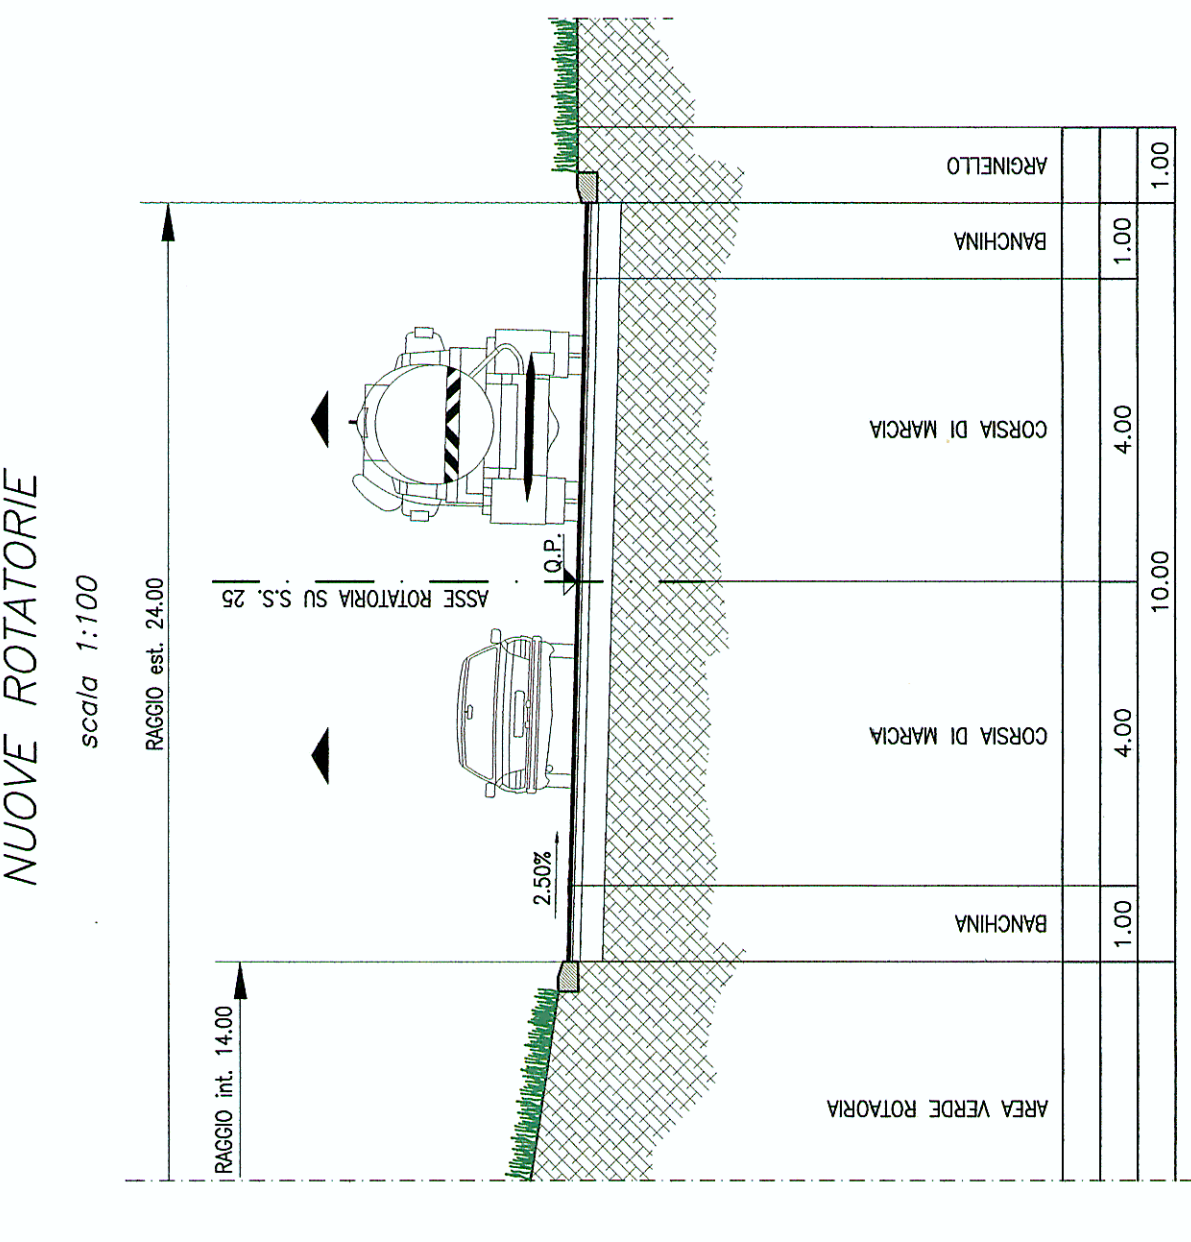 NUOVE ROTATORIE
scala 1:100
RAGGIO est. 24.00
RAGGIO int. 14.00
ASSE ROTATORIA SU S.S. 25
Q.P.
2.50%
AREA VERDE ROTAORIA
BANCHINA
CORSIA DI MARCIA
CORSIA DI MARCIA
BANCHINA
ARGINELLO
1.00
4.00
4.00
1.00
10.00
1.00